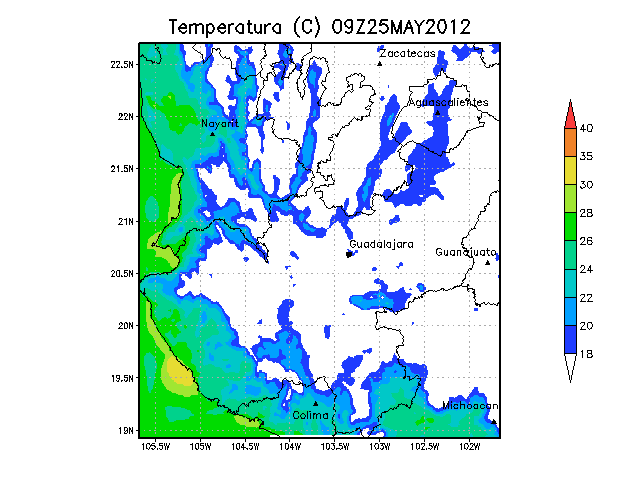 Temperatura (C) 09Z25MAY2012
22.5N
22N
21.5N
21N
20.5N
20N
19.5N
19N
105.5W 105W 104.5W 104W 103.5W 103W 102.5W 102W
Zacatecas
Aguascalientes
Nayarit
Guadalajara
Guanajuato
Michoacan
Colima
40
35
30
28
26
24
22
20
18